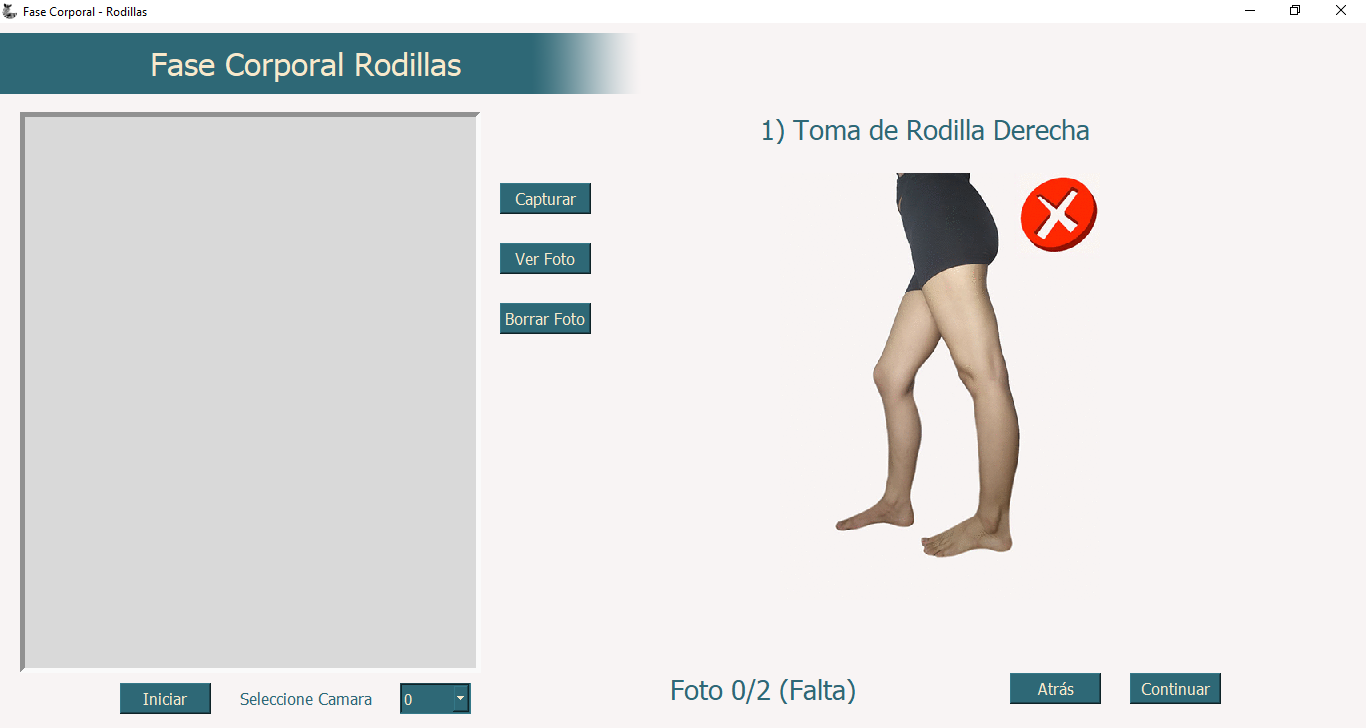 Fase Corporal - Rodillas
Fase Corporal Rodillas
1) Toma de Rodilla Derecha
Capturar
Ver Foto
Borrar Foto
Iniciar
Seleccione Camara
0
Foto 0/2 (Falta)
Atrás
Continuar